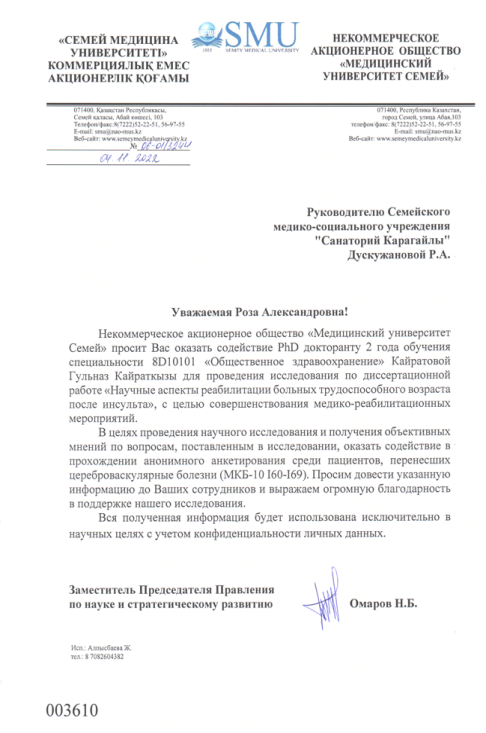 «СЕМЕЙ МЕДИЦИНА
УНИВЕРСИТЕТІ»
КОММЕРЦИЯЛЫҚ ЕМЕС
АКЦИОНЕРЛІК ҚОҒАМЫ
SMU
SEMEY MEDICAL UNIVERSITY
НЕКОММЕРЧЕСКОЕ
АКЦИОНЕРНОЕ ОБЩЕСТВО
«МЕДИЦИНСКИЙ
УНИВЕРСИТЕТ СЕМЕЙ»
071400, Қазақстан Республикасы,
Семей қаласы, Абай көшесі, 103
Телефон/факс:8(7222)52-22-51, 56-97-55
E-mail: smu@nao-mus.kz
Веб-сайт: www.semeymedicaluniversity.kz
071400, Республика Казахстан,
город Семей, улица Абая,103
телефон/факс: 8(7222)52-22-51, 56-97-55
E-mail: smu@nao-mus.kz
Веб-сайт: www.semeymedicaluniversity.kz
№ 08-01/3244
04.11.2022
Руководителю Семейского
медико-социального учреждения
"Санаторий Карагайлы"
Дускужановой Р.А.
Уважаемая Роза Александровна!
Некоммерческое акционерное общество «Медицинский университет
Семей» просит Вас оказать содействие PhD докторанту 2 года обучения
специальности 8D10101 «Общественное здравоохранение» Кайратовой
Гульназ Кайраткызы для проведения исследования по диссертационной
работе «Научные аспекты реабилитации больных трудоспособного возраста
после инсульта», с целью совершенствования медико-реабилитационных
мероприятий.
В целях проведения научного исследования и получения объективных
мнений по вопросам, поставленным в исследовании, оказать содействие в
прохождении анонимного анкетирования среди пациентов, перенесших
цереброваскулярные болезни (МКБ-10 I60-I69). Просим довести указанную
информацию до Ваших сотрудников и выражаем огромную благодарность
в поддержке нашего исследования.
Вся полученная информация будет использована исключительно в
научных целях с учетом конфиденциальности личных данных.
Заместитель Председателя Правления
по науке и стратегическому развитию
Омаров Н.Б.
Исп.: Алпысбаева Ж.
тел.: 8 7082604382
003610